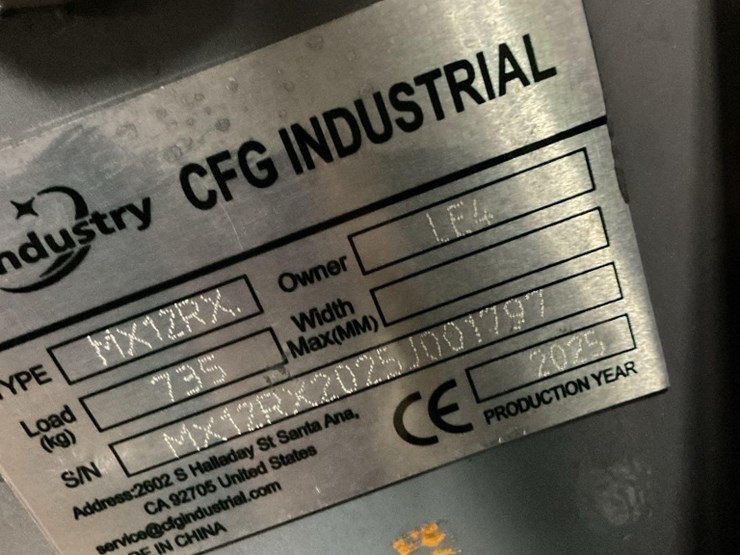 ndustry CFG INDUSTRIAL
TYPE MX12RX Owner LE4
Load (kg) 735 Width Max(MM)
S/N MX12RX2025J001797
Address:2602 S Halladay St Santa Ana,
CA 92705 United States
service@cfgindustrial.com
DE IN CHINA
CE 2025
PRODUCTION YEAR